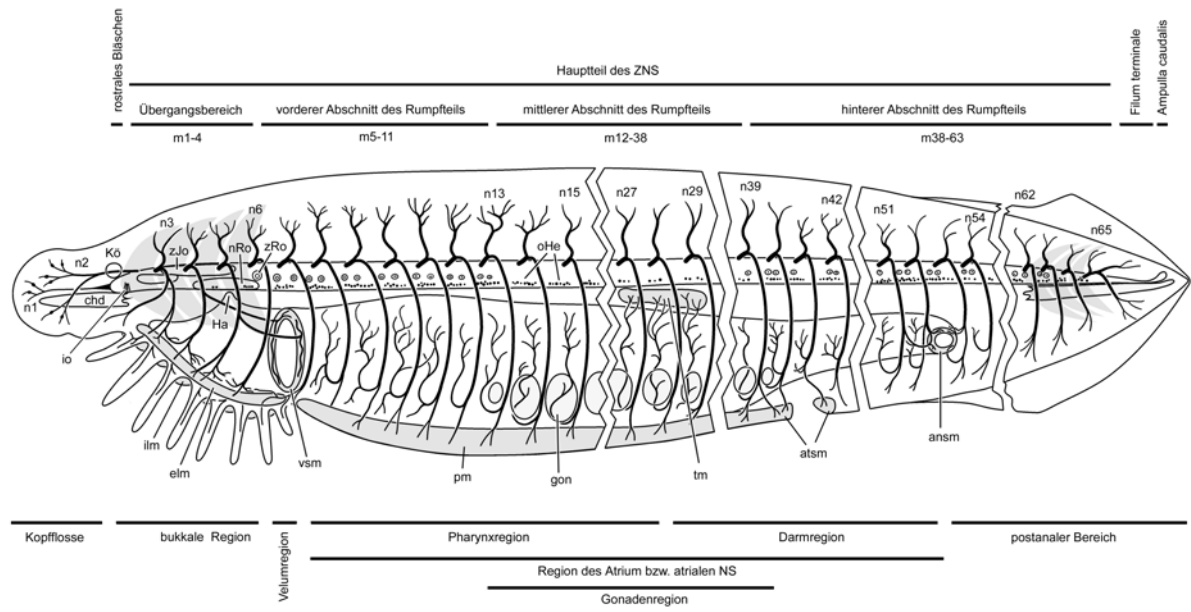 rostrales Bläschen
Hauptteil des ZNS
Filum terminale
Ampulla caudalis
Übergangsbereich
vorderer Abschnitt des Rumpfteils
mittlerer Abschnitt des Rumpfteils
hinterer Abschnitt des Rumpfteils
m1-4
m5-11
m12-38
m38-63
n3
n6
n13
n15
n27
n29
n39
n42
n51
n54
n62
n65
Kö
n2
zJo
nRo
zRo
oHe
chd
n1
Ha
io
ilm
elm
vsm
pm
gon
tm
atsm
ansm
Kopfflosse
bukkale Region
Velumregion
Pharynxregion
Darmregion
postanaler Bereich
Region des Atrium bzw. atrialen NS
Gonadenregion